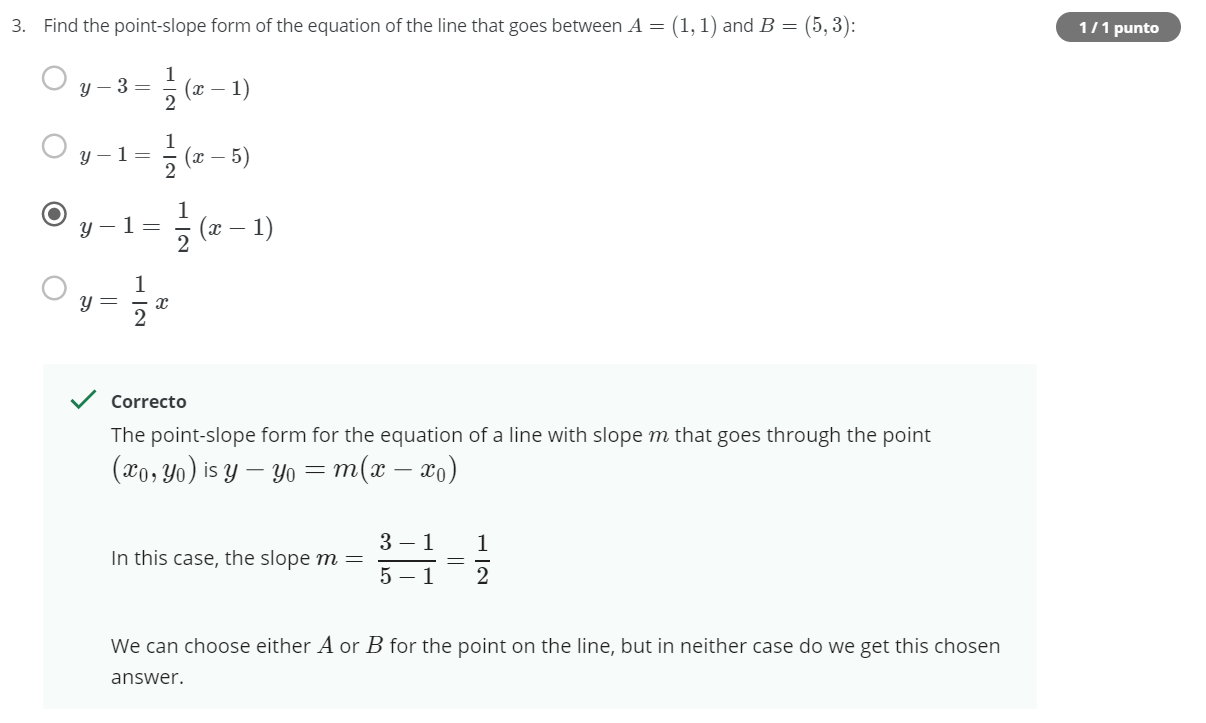 3. Find the point-slope form of the equation of the line that goes between A = (1, 1) and B = (5, 3):
1 / 1 punto
y − 3 = 1/2 (x − 1)
y − 1 = 1/2 (x − 5)
y − 1 = 1/2 (x − 1)
y = 1/2 x
Correcto
The point-slope form for the equation of a line with slope m that goes through the point
(x₀, y₀) is y − y₀ = m(x − x₀)
In this case, the slope m = (3 − 1)/(5 − 1) = 1/2
We can choose either A or B for the point on the line, but in neither case do we get this chosen
answer.